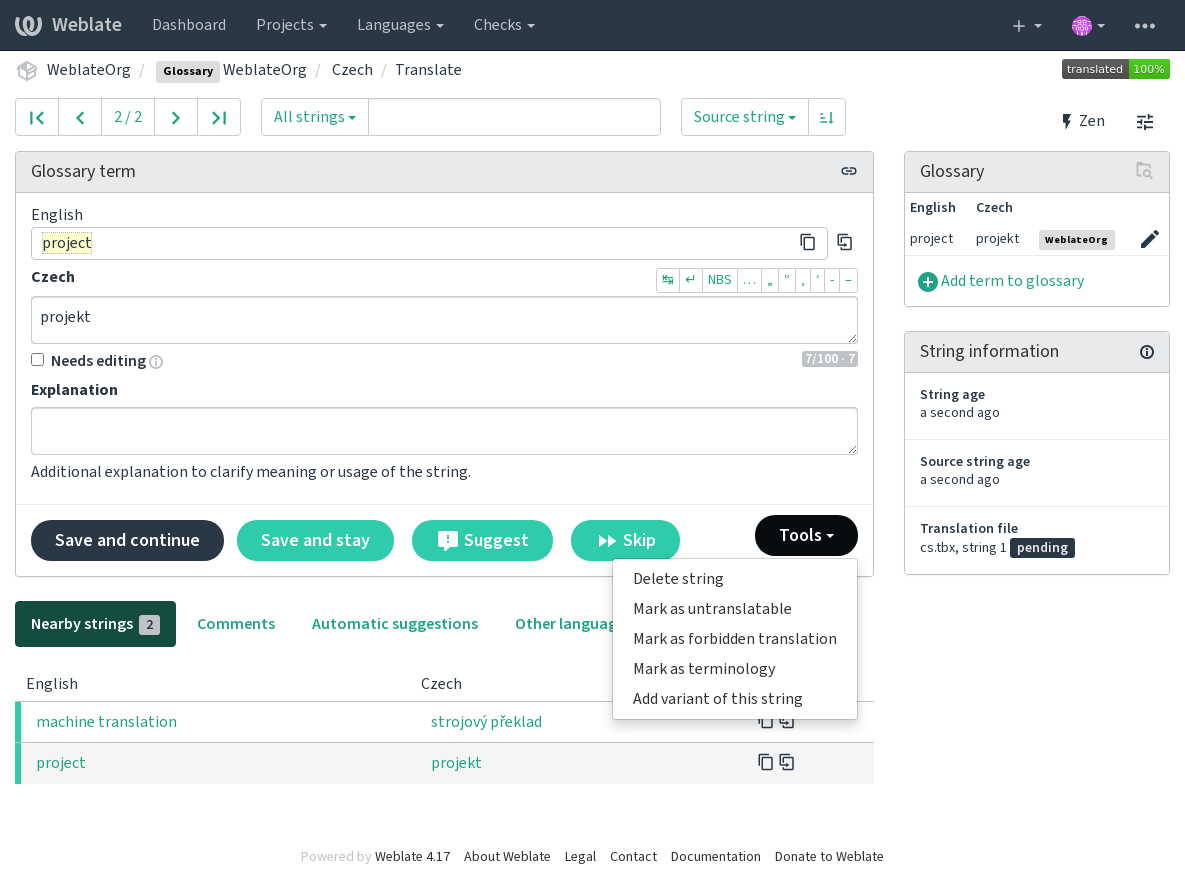 Weblate Dashboard Projects Languages Checks
WeblateOrg / Glossary WeblateOrg / Czech / Translate translated 100%
2 / 2 All strings Source string Zen
Glossary term
English
project
Czech
↹ ↵ NBS … „ “ ‚ ‘ - –
projekt
Needs editing 7/100 · 7
Explanation
Additional explanation to clarify meaning or usage of the string.
Save and continue Save and stay Suggest Skip Tools
Delete string
Mark as untranslatable
Mark as forbidden translation
Mark as terminology
Add variant of this string
Nearby strings 2 Comments Automatic suggestions Other languag
English Czech
machine translation strojový překlad
project projekt
Glossary
English Czech
project projekt WeblateOrg
Add term to glossary
String information
String age
a second ago
Source string age
a second ago
Translation file
cs.tbx, string 1 pending
Powered by Weblate 4.17 About Weblate Legal Contact Documentation Donate to Weblate